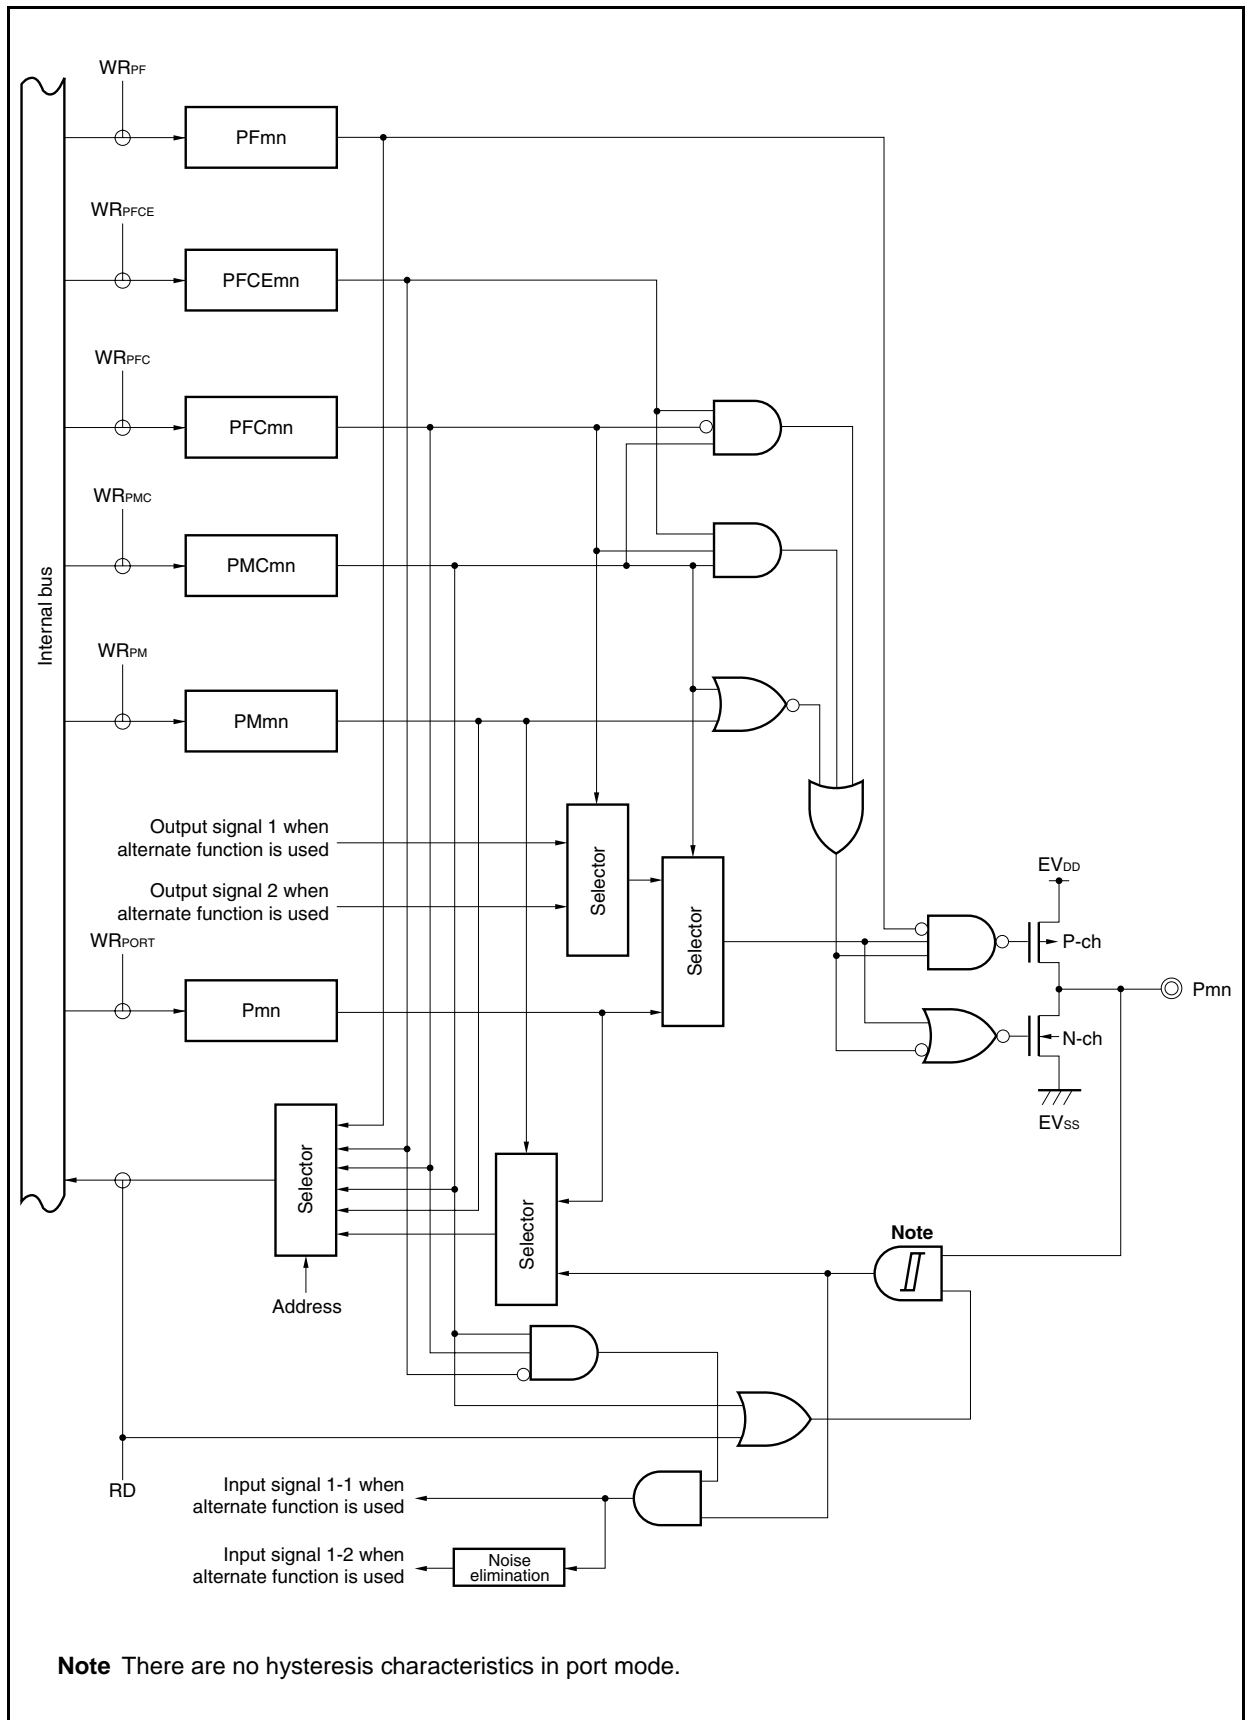 WRPF
PFmn
WRPFCE
PFCEmn
WRPFC
PFCmn
WRPMC
PMCmn
Internal bus
WRPM
PMmn
Output signal 1 when
alternate function is used
Output signal 2 when
alternate function is used
Selector
Selector
EVDD
P-ch
WRPORT
Pmn
Pmn
N-ch
EVSS
Selector
Selector
Note
Address
RD
Input signal 1-1 when
alternate function is used
Input signal 1-2 when
alternate function is used
Noise
elimination
Note There are no hysteresis characteristics in port mode.